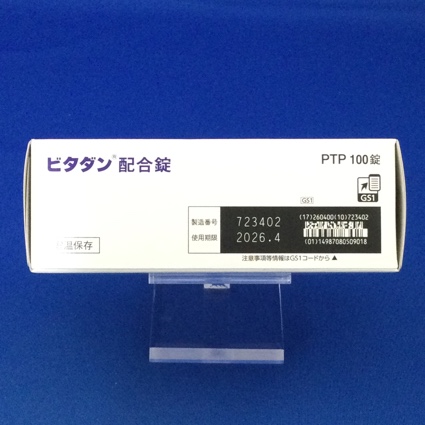 ビタダン® 配合錠
PTP 100錠
GS1
GS1
製造番号 723402
使用期限 2026.4
(17)260400(10)723402
(01)14987080509018
温保存
注意事項等情報はGS1コードから ▲